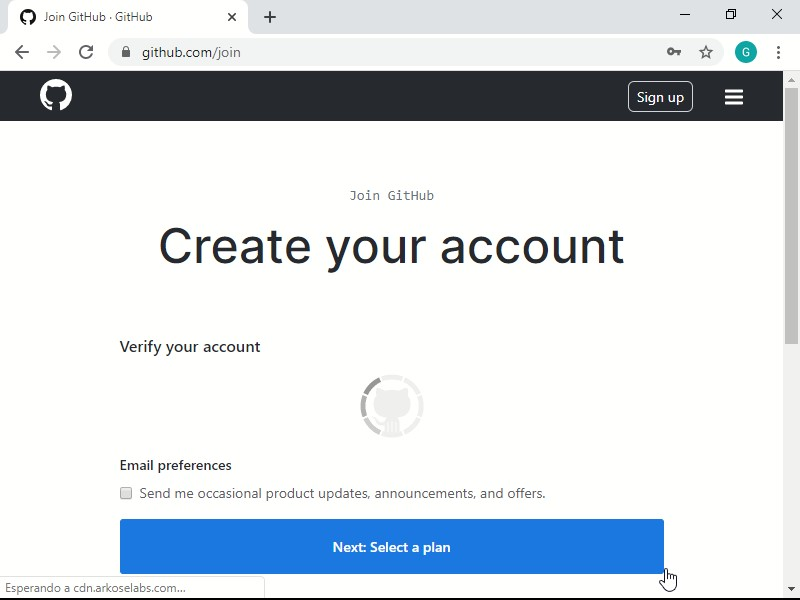 Join GitHub · GitHub
github.com/join
G
Sign up
Join GitHub
Create your account
Verify your account
Email preferences
Send me occasional product updates, announcements, and offers.
Next: Select a plan
Esperando a cdn.arkoselabs.com...